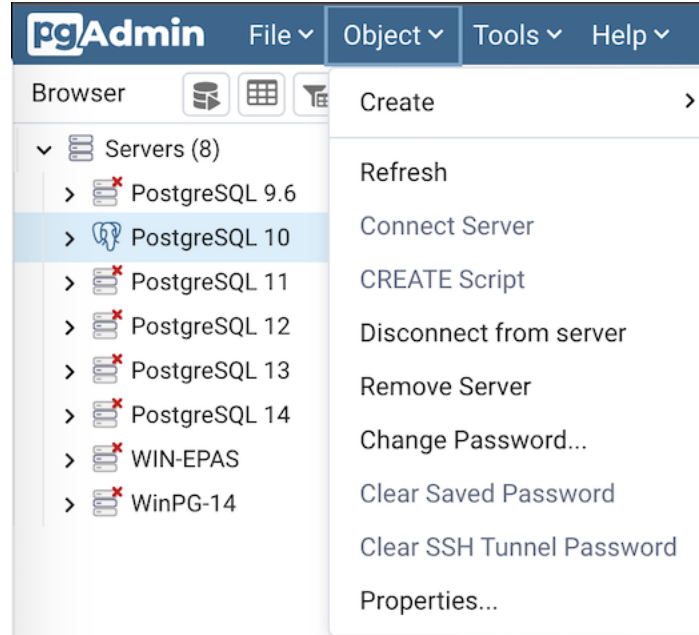 pgAdmin File Object Tools Help
Browser
Servers (8)
PostgreSQL 9.6
PostgreSQL 10
PostgreSQL 11
PostgreSQL 12
PostgreSQL 13
PostgreSQL 14
WIN-EPAS
WinPG-14
Create
Refresh
Connect Server
CREATE Script
Disconnect from server
Remove Server
Change Password...
Clear Saved Password
Clear SSH Tunnel Password
Properties...